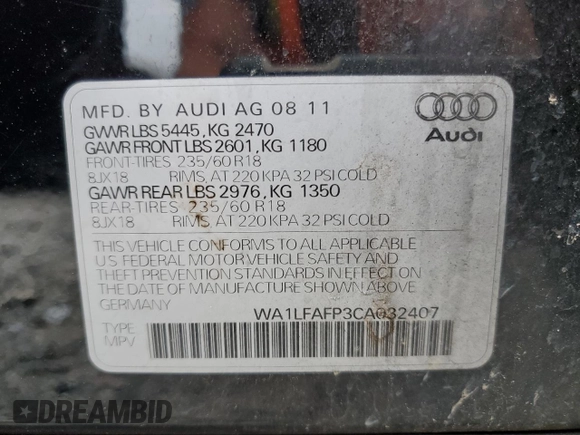 MFD. BY AUDI AG 08 11
GVWR LBS 5445, KG 2470
GAWR FRONT LBS 2601, KG 1180
FRONT-TIRES 235/60 R18
8JX18 RIMS, AT 220 KPA 32 PSI COLD
GAWR REAR LBS 2976, KG 1350
REAR-TIRES 235/60 R18
8JX18 RIMS, AT 220 KPA 32 PSI COLD
THIS VEHICLE CONFORMS TO ALL APPLICABLE
U.S. FEDERAL MOTOR VEHICLE SAFETY AND
THEFT PREVENTION STANDARDS IN EFFECT ON
THE DATE OF MANUFACTURE SHOWN ABOVE.
GERMANY WA1LFAFP3CA032407
TYPE
MPV
Audi
DREAMBID